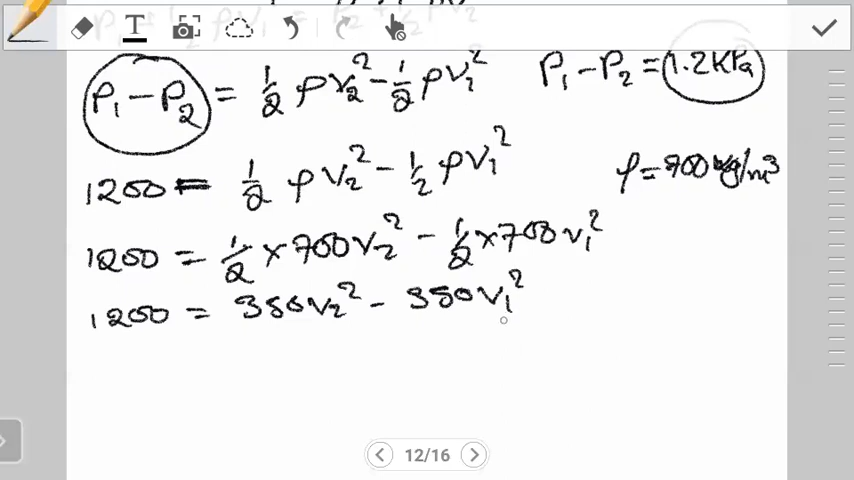 P₁ - P₂ = 1/2 ρV₂² - 1/2 ρV₁²
P₁ - P₂ = 1.2KPa
1200 = 1/2 ρV₂² - 1/2 ρV₁²
ρ = 700 kg/m³
1200 = 1/2 × 700V₂² - 1/2 × 700V₁²
1200 = 350V₂² - 350V₁²
12/16